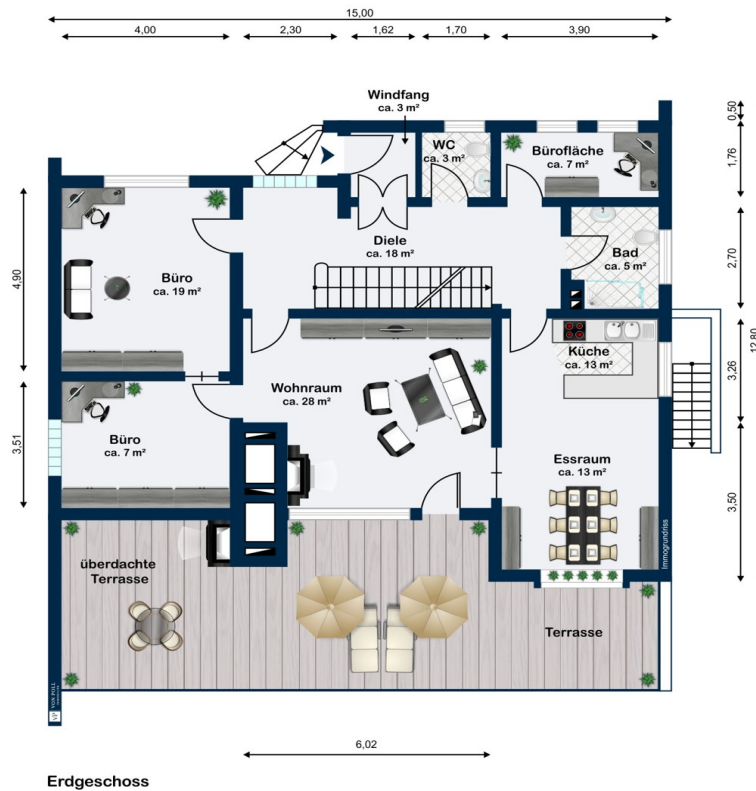 15,00
4,00
2,30
1,62
1,70
3,90
Windfang
ca. 3 m²
WC
ca. 3 m²
Bürofläche
ca. 7 m²
0,50
1,76
Diele
ca. 18 m²
Bad
ca. 5 m²
2,70
4,90
Büro
ca. 19 m²
12,80
3,26
Küche
ca. 13 m²
Wohnraum
ca. 28 m²
3,51
Büro
ca. 7 m²
Essraum
ca. 13 m²
3,50
Immogrundriss
überdachte
Terrasse
Terrasse
VP VON POLL
6,02
Erdgeschoss